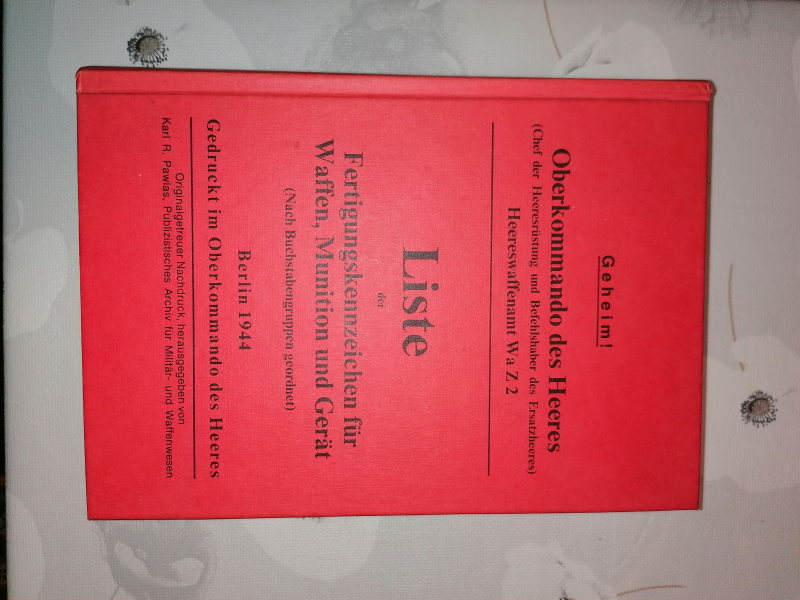 Geheim!
Oberkommando des Heeres
(Chef der Heeresrüstung und Befehlshaber des Ersatzheeres)
Heereswaffenamt Wa Z 2
Liste
der
Fertigungskennzeichen für
Waffen, Munition und Gerät
(Nach Buchstabengruppen geordnet)
Berlin 1944
Gedruckt im Oberkommando des Heeres
Originalgetreuer Nachdruck, herausgegeben von
Karl R. Pawlas, Publizistisches Archiv für Militär- und Waffenwesen